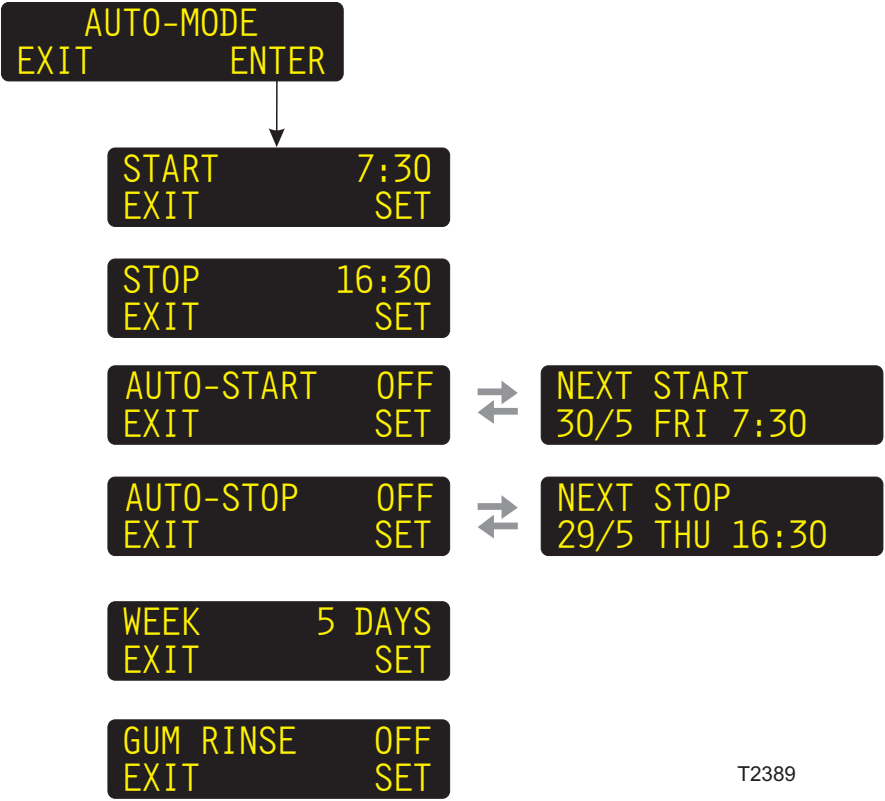 AUTO-MODE
EXIT ENTER
START 7:30
EXIT SET
STOP 16:30
EXIT SET
AUTO-START OFF
EXIT SET
NEXT START
30/5 FRI 7:30
AUTO-STOP OFF
EXIT SET
NEXT STOP
29/5 THU 16:30
WEEK 5 DAYS
EXIT SET
GUM RINSE OFF
EXIT SET
T2389